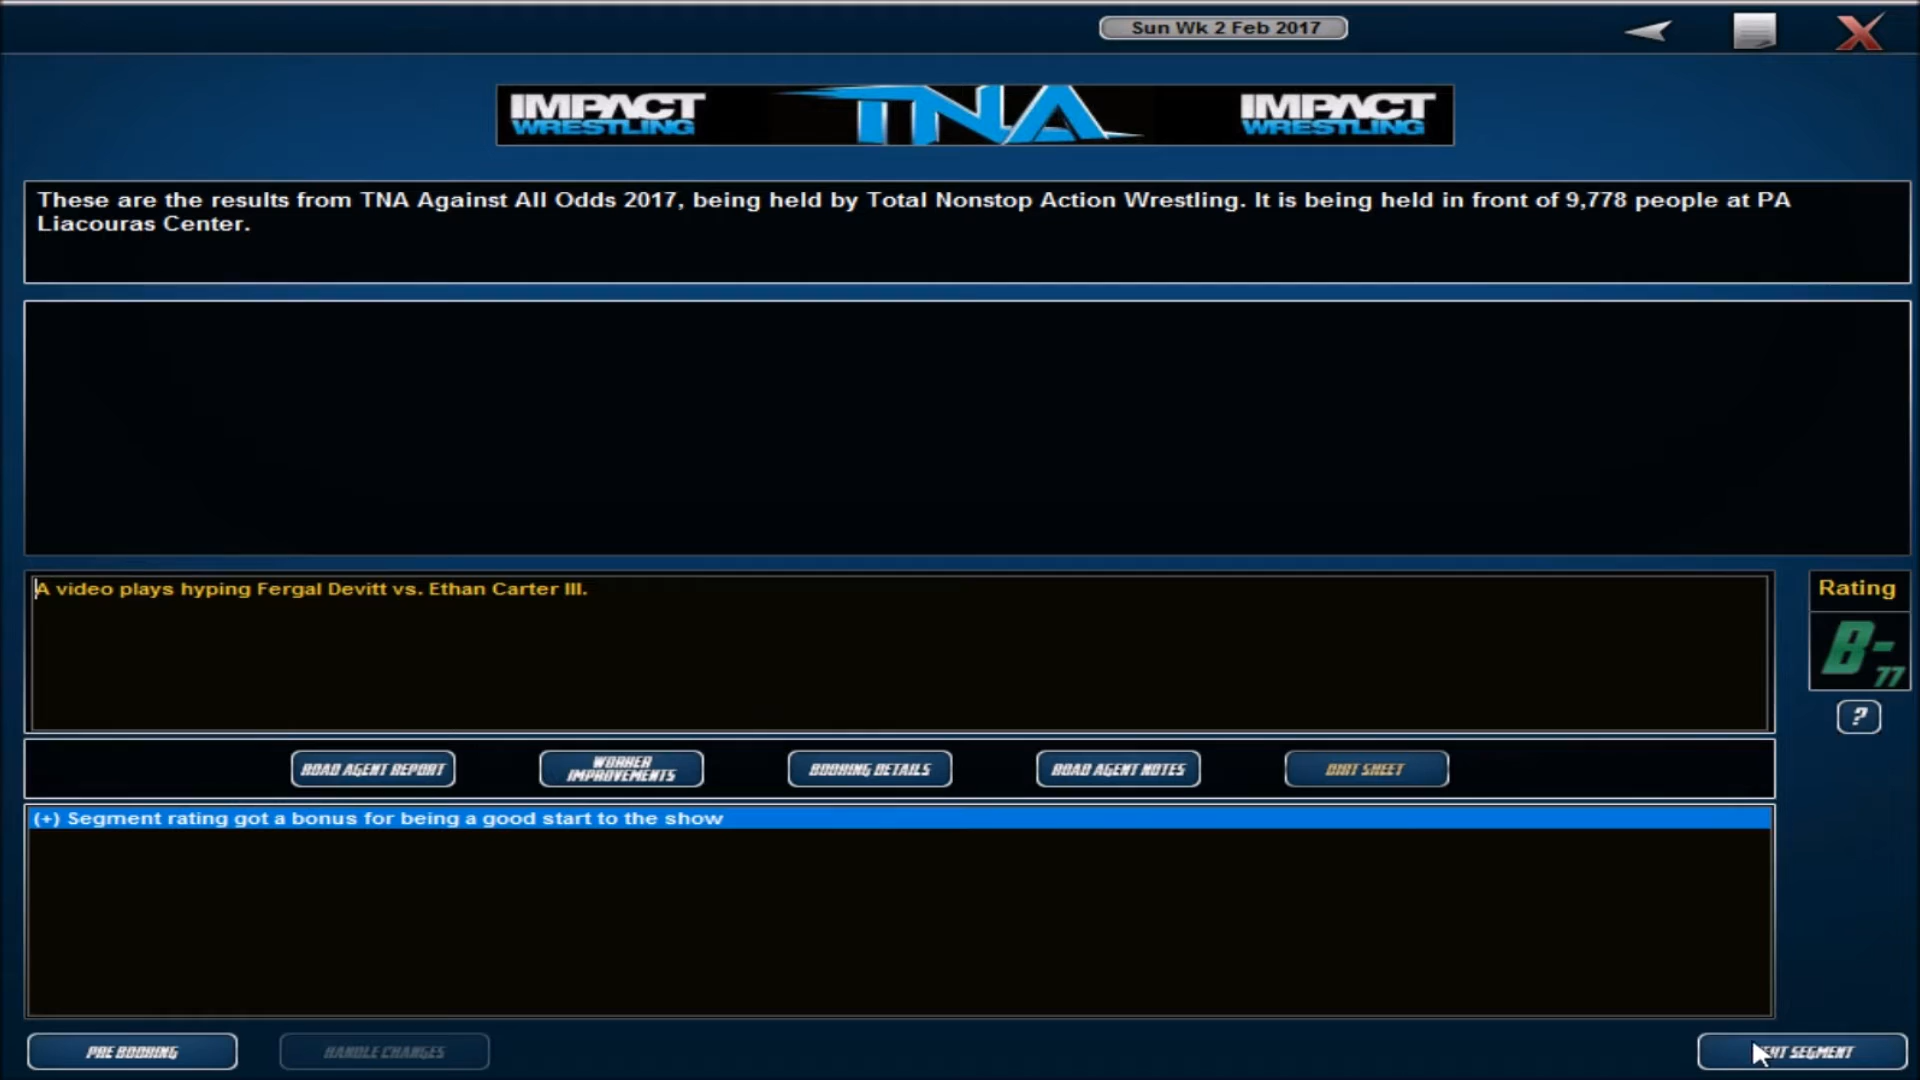 Sun Wk 2 Feb 2017
IMPACT WRESTLING TNA IMPACT WRESTLING
These are the results from TNA Against All Odds 2017, being held by Total Nonstop Action Wrestling. It is being held in front of 9,778 people at PA
Liacouras Center.
A video plays hyping Fergal Devitt vs. Ethan Carter III.
Rating
B-
77
?
ROAD AGENT REPORT
WORKER
IMPROVEMENTS
BOOKING DETAILS
ROAD AGENT NOTES
DIRT SHEET
(+) Segment rating got a bonus for being a good start to the show
PRE BOOKING
HANDLE CHANGES
SEGMENT